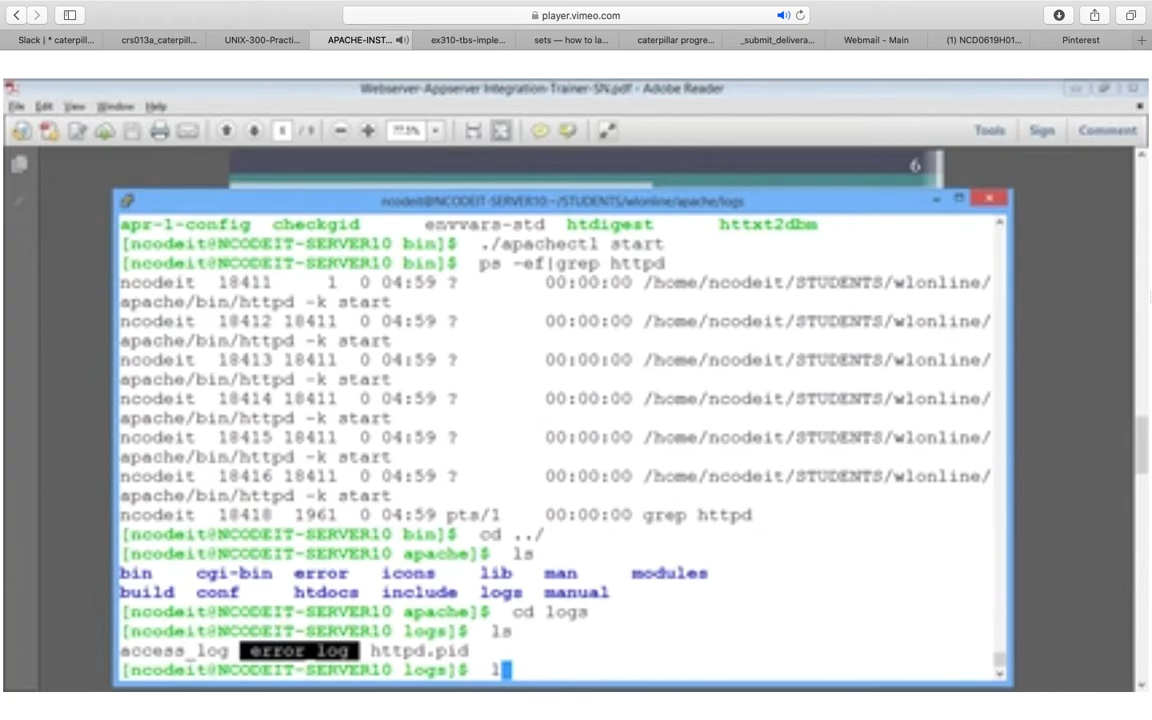 player.vimeo.com
Slack | * caterpill... crs013a_caterpill... UNIX-300-Practi... APACHE-INST... ex310-tbs-imple... sets — how to la... caterpillar progre... _submit_delivera... Webmail - Main (1) NCD0619H01... Pinterest
Webserver-Appserver Integration-Trainer-SN.pdf - Adobe Reader
File Edit View Window Help
6 / 9 77.5% Tools Sign Comment
6
ncodeit@NCODEIT-SERVER10:~/STUDENTS/wlonline/apache/logs
apr-1-config checkgid envvars-std htdigest httxt2dbm
[ncodeit@NCODEIT-SERVER10 bin]$ ./apachectl start
[ncodeit@NCODEIT-SERVER10 bin]$ ps -ef|grep httpd
ncodeit 18411 1 0 04:59 ? 00:00:00 /home/ncodeit/STUDENTS/wlonline/
apache/bin/httpd -k start
ncodeit 18412 18411 0 04:59 ? 00:00:00 /home/ncodeit/STUDENTS/wlonline/
apache/bin/httpd -k start
ncodeit 18413 18411 0 04:59 ? 00:00:00 /home/ncodeit/STUDENTS/wlonline/
apache/bin/httpd -k start
ncodeit 18414 18411 0 04:59 ? 00:00:00 /home/ncodeit/STUDENTS/wlonline/
apache/bin/httpd -k start
ncodeit 18415 18411 0 04:59 ? 00:00:00 /home/ncodeit/STUDENTS/wlonline/
apache/bin/httpd -k start
ncodeit 18416 18411 0 04:59 ? 00:00:00 /home/ncodeit/STUDENTS/wlonline/
apache/bin/httpd -k start
ncodeit 18418 1961 0 04:59 pts/1 00:00:00 grep httpd
[ncodeit@NCODEIT-SERVER10 bin]$ cd ../
[ncodeit@NCODEIT-SERVER10 apache]$ ls
bin cgi-bin error icons lib man modules
build conf htdocs include logs manual
[ncodeit@NCODEIT-SERVER10 apache]$ cd logs
[ncodeit@NCODEIT-SERVER10 logs]$ ls
access_log error_log httpd.pid
[ncodeit@NCODEIT-SERVER10 logs]$ l